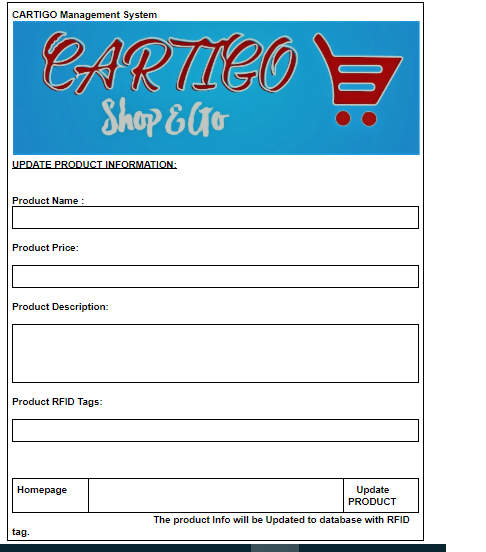 CARTIGO Management System
CARTIGO
Shop & Go
UPDATE PRODUCT INFORMATION:
Product Name :
Product Price:
Product Description:
Product RFID Tags:
Homepage
Update
PRODUCT
The product Info will be Updated to database with RFID
tag.